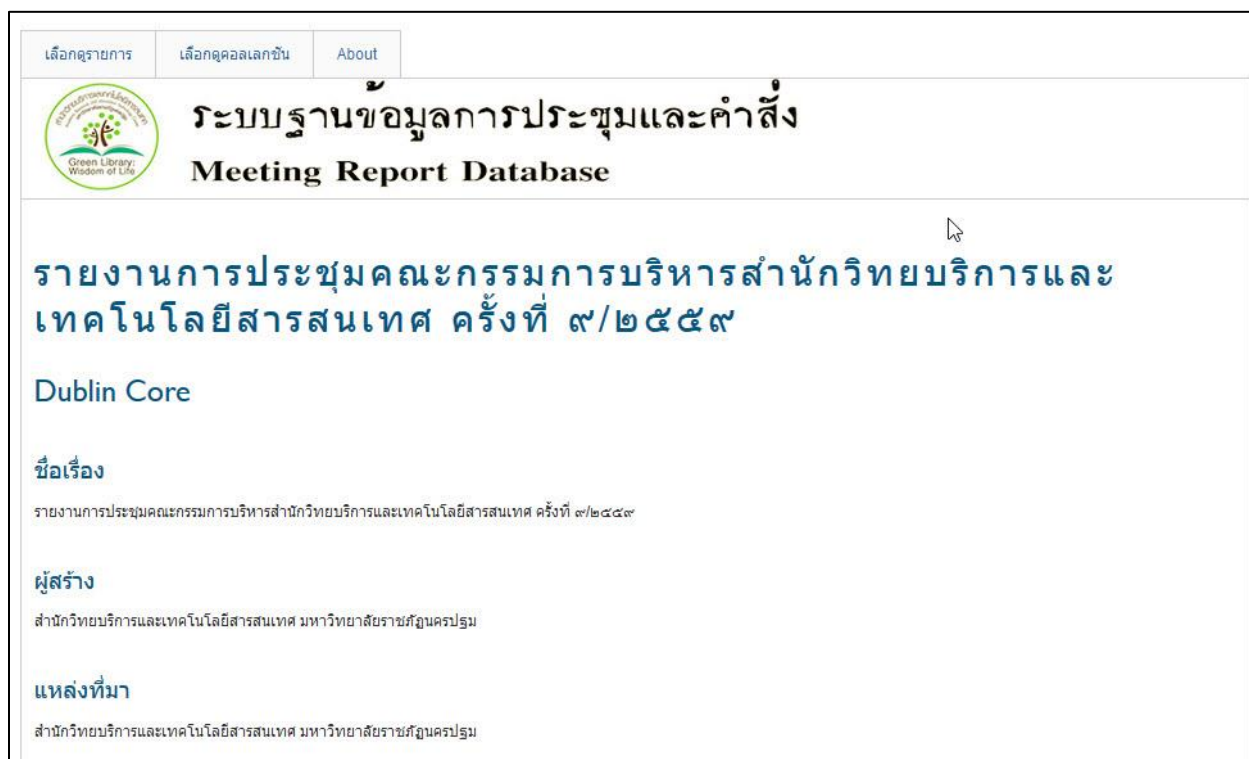 เลือกดูรายการ เลือกดูคอลเลกชัน About
ระบบฐานข้อมูลการประชุมและคำสั่ง
Green Library:
Wisdom of Life
Meeting Report Database
รายงานการประชุมคณะกรรมการบริหารสำนักวิทยบริการและ
เทคโนโลยีสารสนเทศ ครั้งที่ ๙/๒๕๕๙
Dublin Core
ชื่อเรื่อง
รายงานการประชุมคณะกรรมการบริหารสำนักวิทยบริการและเทคโนโลยีสารสนเทศ ครั้งที่ ๙/๒๕๕๙
ผู้สร้าง
สำนักวิทยบริการและเทคโนโลยีสารสนเทศ มหาวิทยาลัยราชภัฏนครปฐม
แหล่งที่มา
สำนักวิทยบริการและเทคโนโลยีสารสนเทศ มหาวิทยาลัยราชภัฏนครปฐม